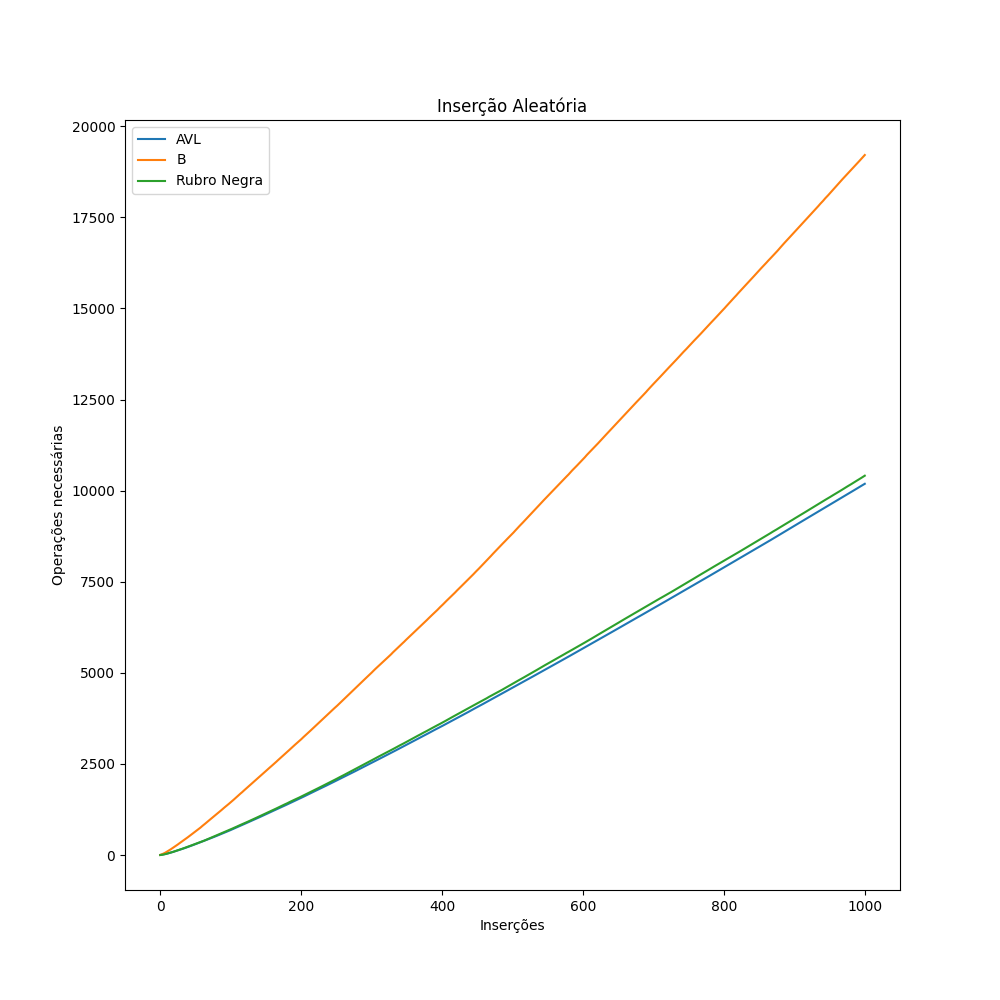 Inserção Aleatória
AVL
B
Rubro Negra
20000
17500
15000
12500
10000
7500
5000
2500
0
Operações necessárias
0 200 400 600 800 1000
Inserções